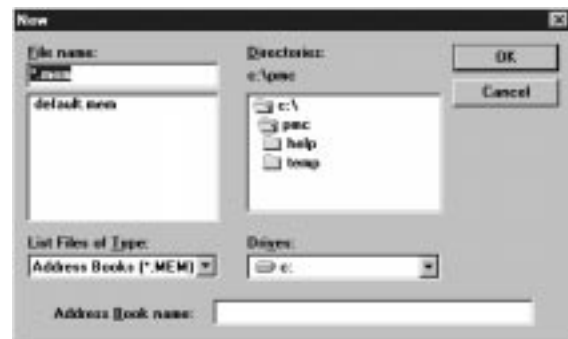 New
File name:
*.mem
default.mem
Directories:
c:\pmc
c:\
pmc
help
temp
OK
Cancel
List Files of Type:
Address Books (*.MEM)
Drives:
c:
Address Book name: